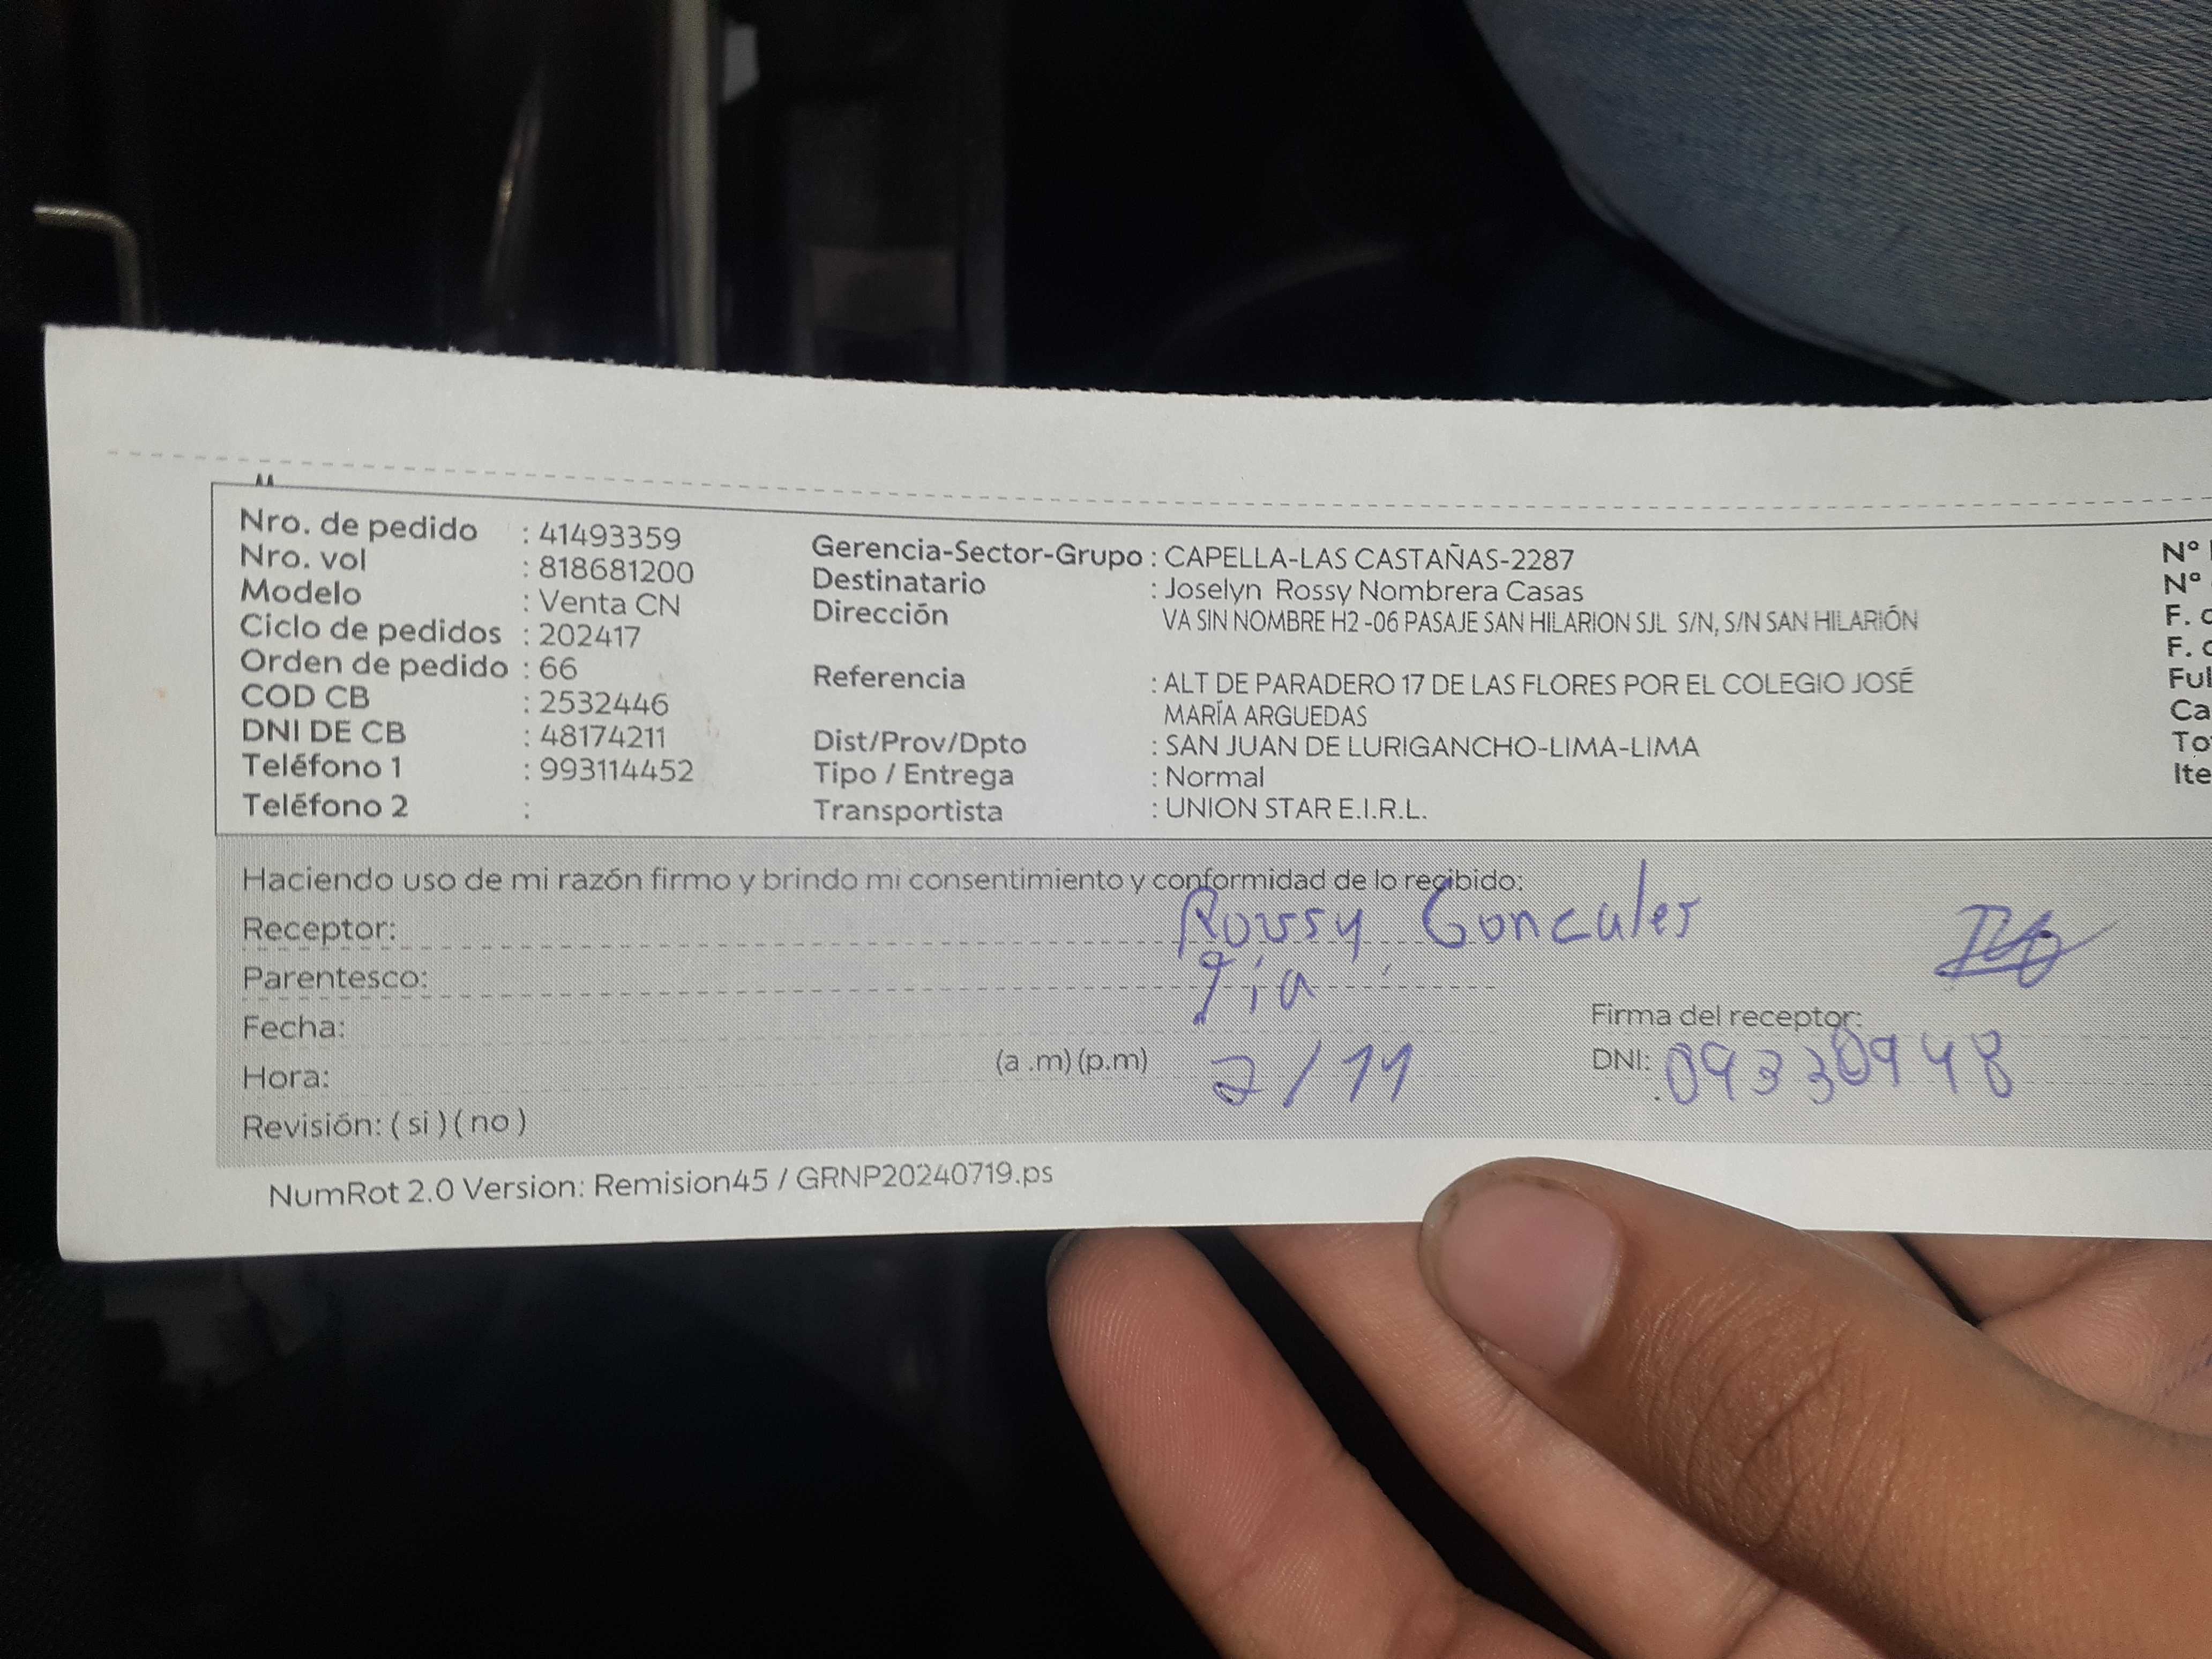 Nro. de pedido : 41493359
Nro. vol : 818681200
Modelo : Venta CN
Ciclo de pedidos : 202417
Orden de pedido : 66
COD CB : 2532446
DNI DE CB : 48174211
Teléfono 1 : 993114452
Teléfono 2 :
Gerencia-Sector-Grupo : CAPELLA-LAS CASTAÑAS-2287
Destinatario : Joselyn Rossy Nombrera Casas
Dirección VA SIN NOMBRE H2 -06 PASAJE SAN HILARION SJL S/N, S/N SAN HILARIÓN
Referencia : ALT DE PARADERO 17 DE LAS FLORES POR EL COLEGIO JOSÉ
MARÍA ARGUEDAS
Dist/Prov/Dpto : SAN JUAN DE LURIGANCHO-LIMA-LIMA
Tipo / Entrega : Normal
Transportista : UNION STAR E.I.R.L.
Nº
Nº
F.
F.
Haciendo uso de mi razón firmo y brindo mi consentimiento y conformidad de lo recibido:
Receptor: Roussy Goncales
Parentesco: Tia
Fecha:
Firma del receptor:
Hora: (a .m) (p.m) 2/11
DNI: 09330948
Revisión: ( si ) ( no )
NumRot 2.0 Version: Remision45 / GRNP20240719.ps